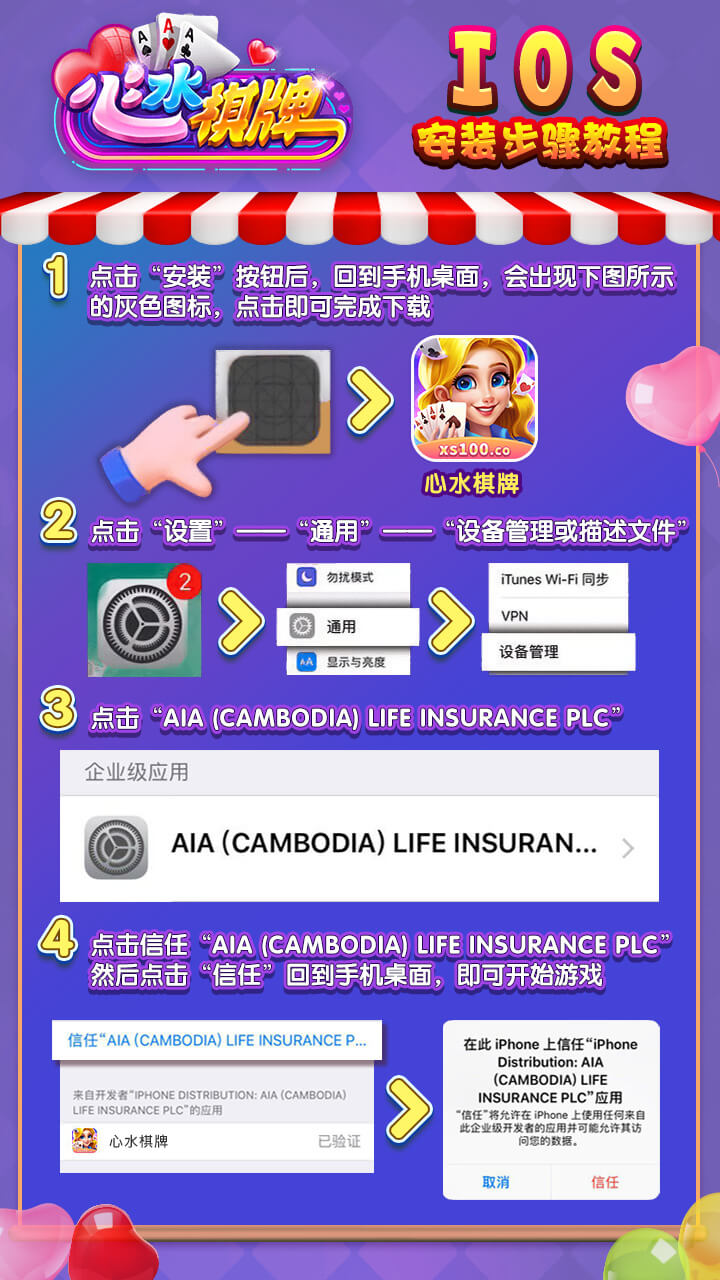 心水棋牌
IOS
安装步骤教程
1
点击“安装”按钮后，回到手机桌面，会出现下图所示
的灰色图标，点击即可完成下载
A A A
A A A A
xs100.co
心水棋牌
2
点击“设置”——“通用”——“设备管理或描述文件”
2
勿扰模式
通用
AA 显示与亮度
iTunes Wi-Fi 同步
VPN
设备管理
3
点击“AIA (CAMBODIA) LIFE INSURANCE PLC”
企业级应用
AIA (CAMBODIA) LIFE INSURAN...
4
点击信任“AIA (CAMBODIA) LIFE INSURANCE PLC”
然后点击“信任”回到手机桌面，即可开始游戏
信任“AIA (CAMBODIA) LIFE INSURANCE P...
来自开发者“IPHONE DISTRIBUTION: AIA (CAMBODIA)
LIFE INSURANCE PLC”的应用
心水棋牌 已验证
在此 iPhone 上信任“iPhone
Distribution: AIA
(CAMBODIA) LIFE
INSURANCE PLC”应用
“信任”将允许在 iPhone 上使用任何来自
此企业级开发者的应用并可能允许其访
问您的数据。
取消 信任